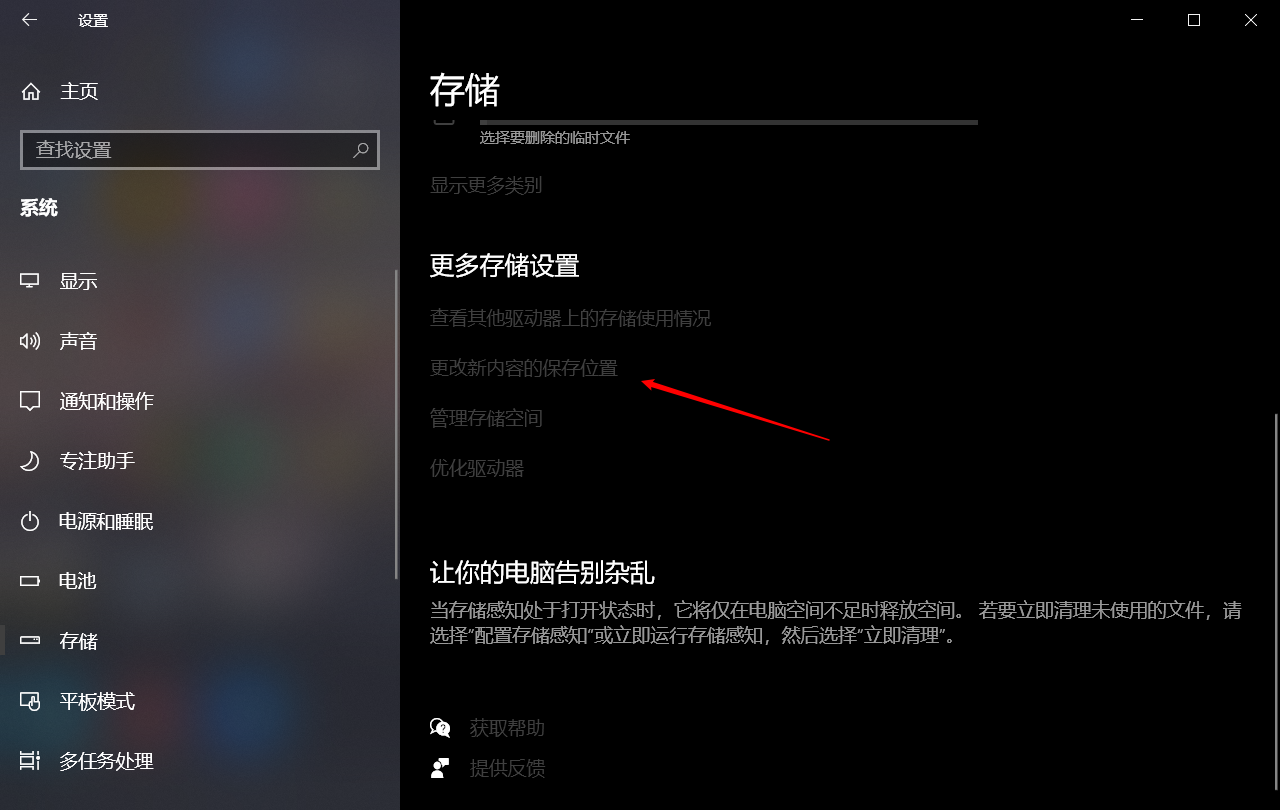 设置
主页
查找设置
系统
显示
声音
通知和操作
专注助手
电源和睡眠
电池
存储
平板模式
多任务处理
存储
选择要删除的临时文件
显示更多类别
更多存储设置
查看其他驱动器上的存储使用情况
更改新内容的保存位置
管理存储空间
优化驱动器
让你的电脑告别杂乱
当存储感知处于打开状态时，它将仅在电脑空间不足时释放空间。 若要立即清理未使用的文件，请
选择"配置存储感知"或立即运行存储感知，然后选择"立即清理"。
获取帮助
提供反馈